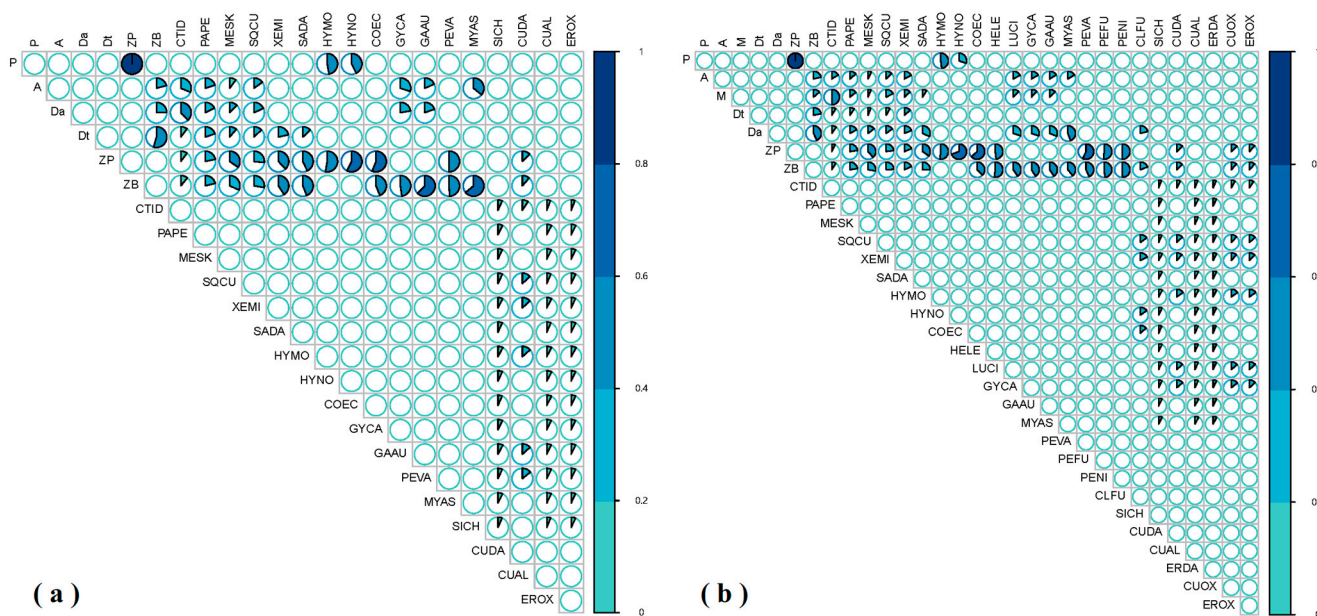 P A Da Dt ZP ZB CTID PAPE MESK SQCU XEMI SADA HYMO HYNO COEC GYCA GAAU PEVA MYAS SICH CUDA CUAL EROX
P
A
Da
Dt
ZP
ZB
CTID
PAPE
MESK
SQCU
XEMI
SADA
HYMO
HYNO
COEC
GYCA
GAAU
PEVA
MYAS
SICH
CUDA
CUAL
EROX
1
0.8
0.6
0.4
0.2
0
( a )
P A M Dt Da ZP ZB CTID PAPE MESK SQCU XEMI SADA HYMO HYNO COEC HELE LUCI GYCA GAAU MYAS PEVA PEFU PENI CLFU SICH CUDA CUAL ERDA CUOX EROX
P
A
M
Dt
Da
ZP
ZB
CTID
PAPE
MESK
SQCU
XEMI
SADA
HYMO
HYNO
COEC
HELE
LUCI
GYCA
GAAU
MYAS
PEVA
PEFU
PENI
CLFU
SICH
CUDA
CUAL
ERDA
CUOX
EROX
0
( b )